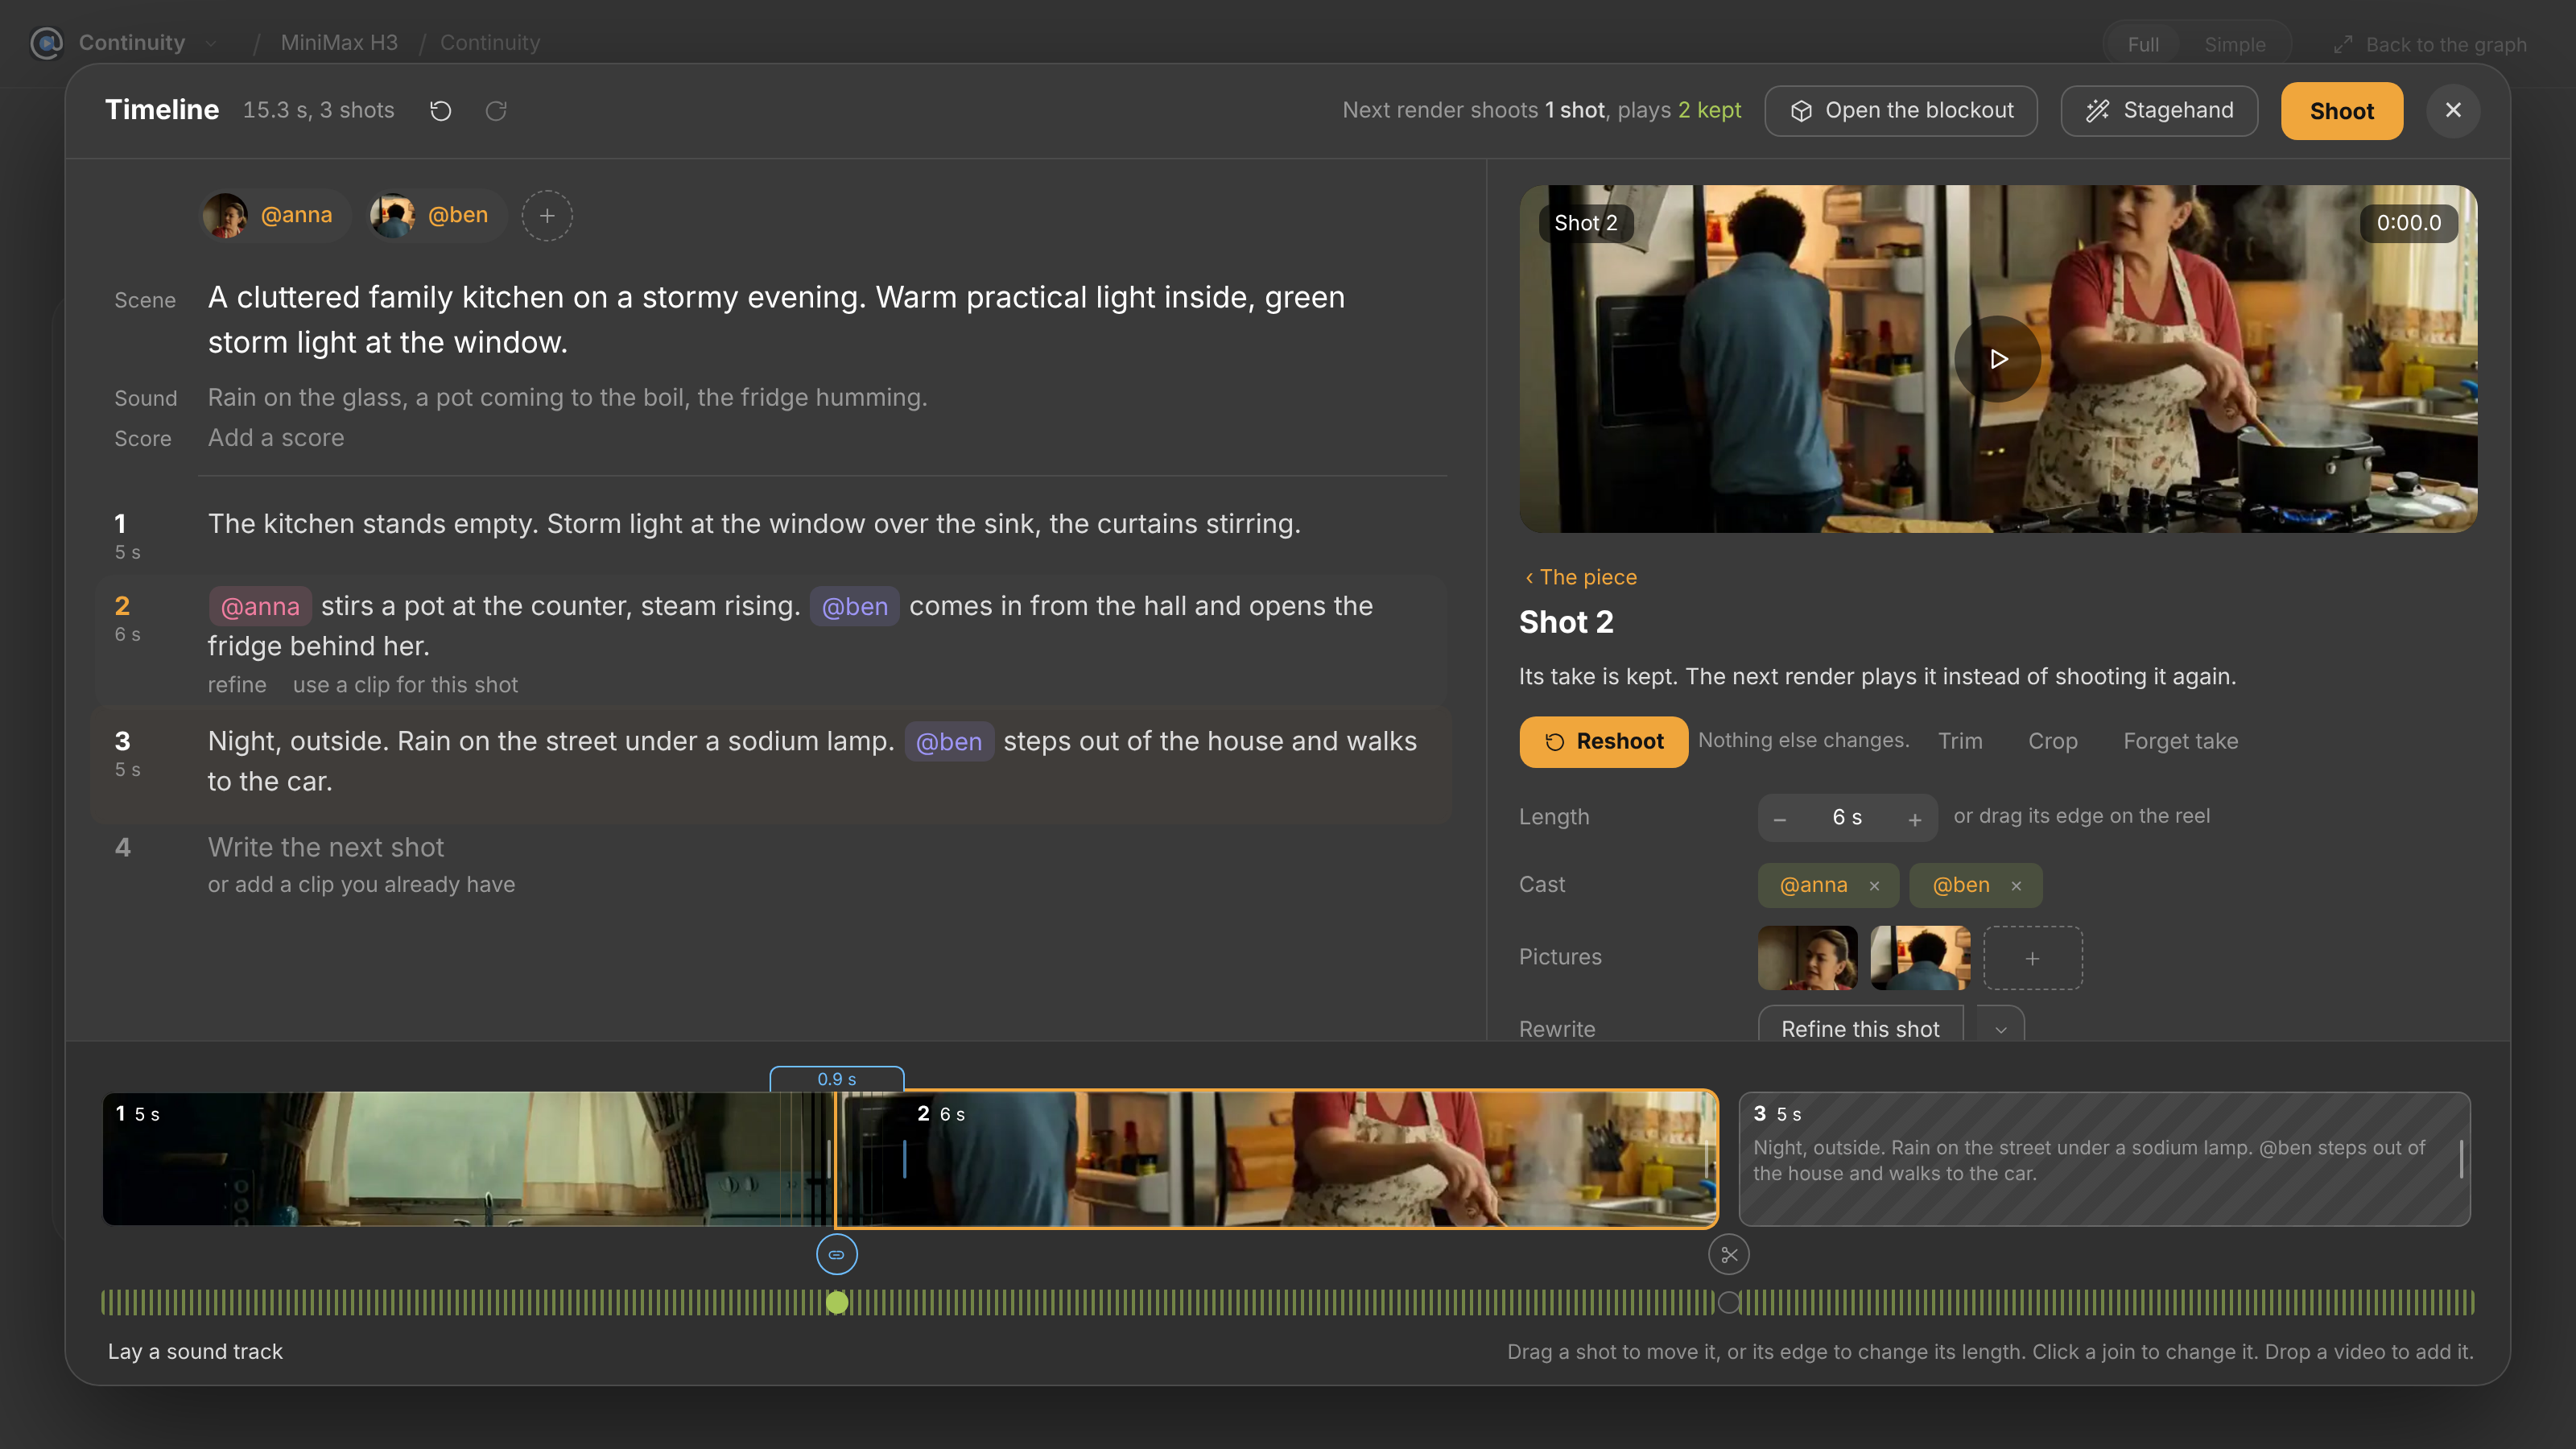 Continuity / MiniMax H3 / Continuity
Full Simple Back to the graph
Timeline 15.3 s, 3 shots
Next render shoots 1 shot, plays 2 kept
Open the blockout
Stagehand
Shoot
@anna @ben
Scene
A cluttered family kitchen on a stormy evening. Warm practical light inside, green
storm light at the window.
Sound
Rain on the glass, a pot coming to the boil, the fridge humming.
Score
Add a score
1
5 s
The kitchen stands empty. Storm light at the window over the sink, the curtains stirring.
2
6 s
@anna stirs a pot at the counter, steam rising. @ben comes in from the hall and opens the
fridge behind her.
refine use a clip for this shot
3
5 s
Night, outside. Rain on the street under a sodium lamp. @ben steps out of the house and walks
to the car.
4
Write the next shot
or add a clip you already have
Shot 2
0:00.0
‹ The piece
Shot 2
Its take is kept. The next render plays it instead of shooting it again.
Reshoot Nothing else changes. Trim Crop Forget take
Length − 6 s + or drag its edge on the reel
Cast @anna × @ben ×
Pictures +
Rewrite Refine this shot
0.9 s
1 5 s
2 6 s
3 5 s
Night, outside. Rain on the street under a sodium lamp. @ben steps out of
the house and walks to the car.
Lay a sound track
Drag a shot to move it, or its edge to change its length. Click a join to change it. Drop a video to add it.